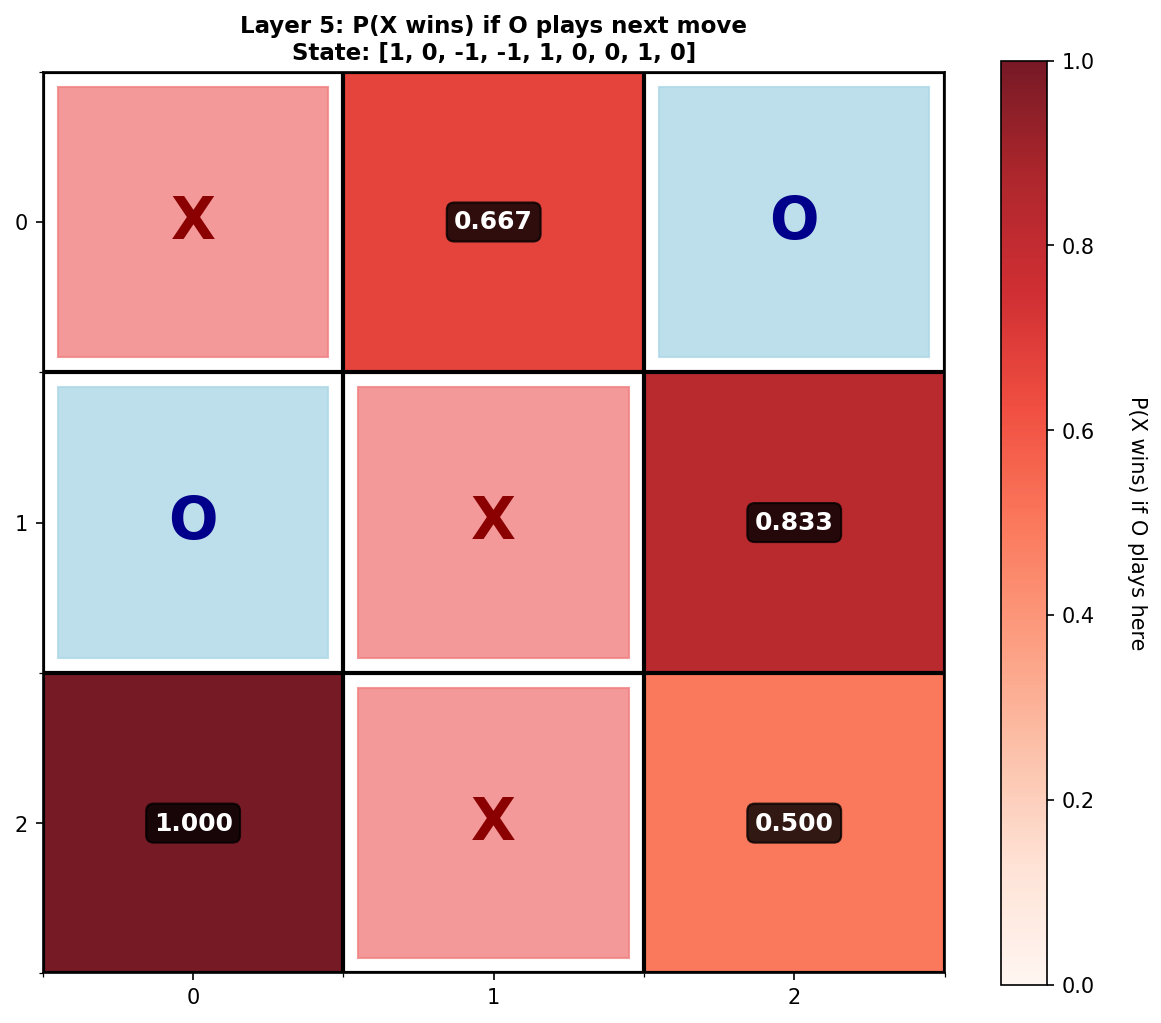 Layer 5: P(X wins) if O plays next move
State: [1, 0, -1, -1, 1, 0, 0, 1, 0]
X
0.667
O
O
X
0.833
1.000
X
0.500
0
1
2
0
1
2
1.0
0.8
0.6
0.4
0.2
0.0
P(X wins) if O plays here